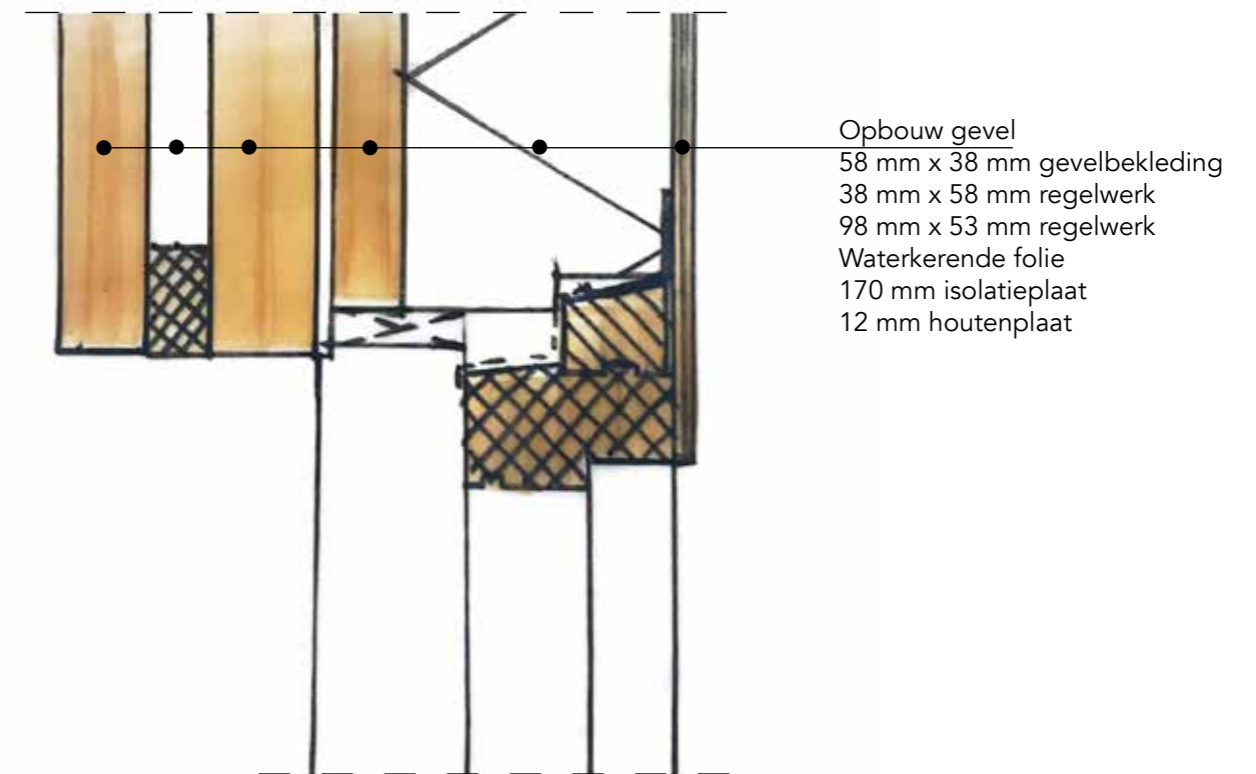 Opbouw gevel
58 mm x 38 mm gevelbekleding
38 mm x 58 mm regelwerk
98 mm x 53 mm regelwerk
Waterkerende folie
170 mm isolatieplaat
12 mm houtenplaat